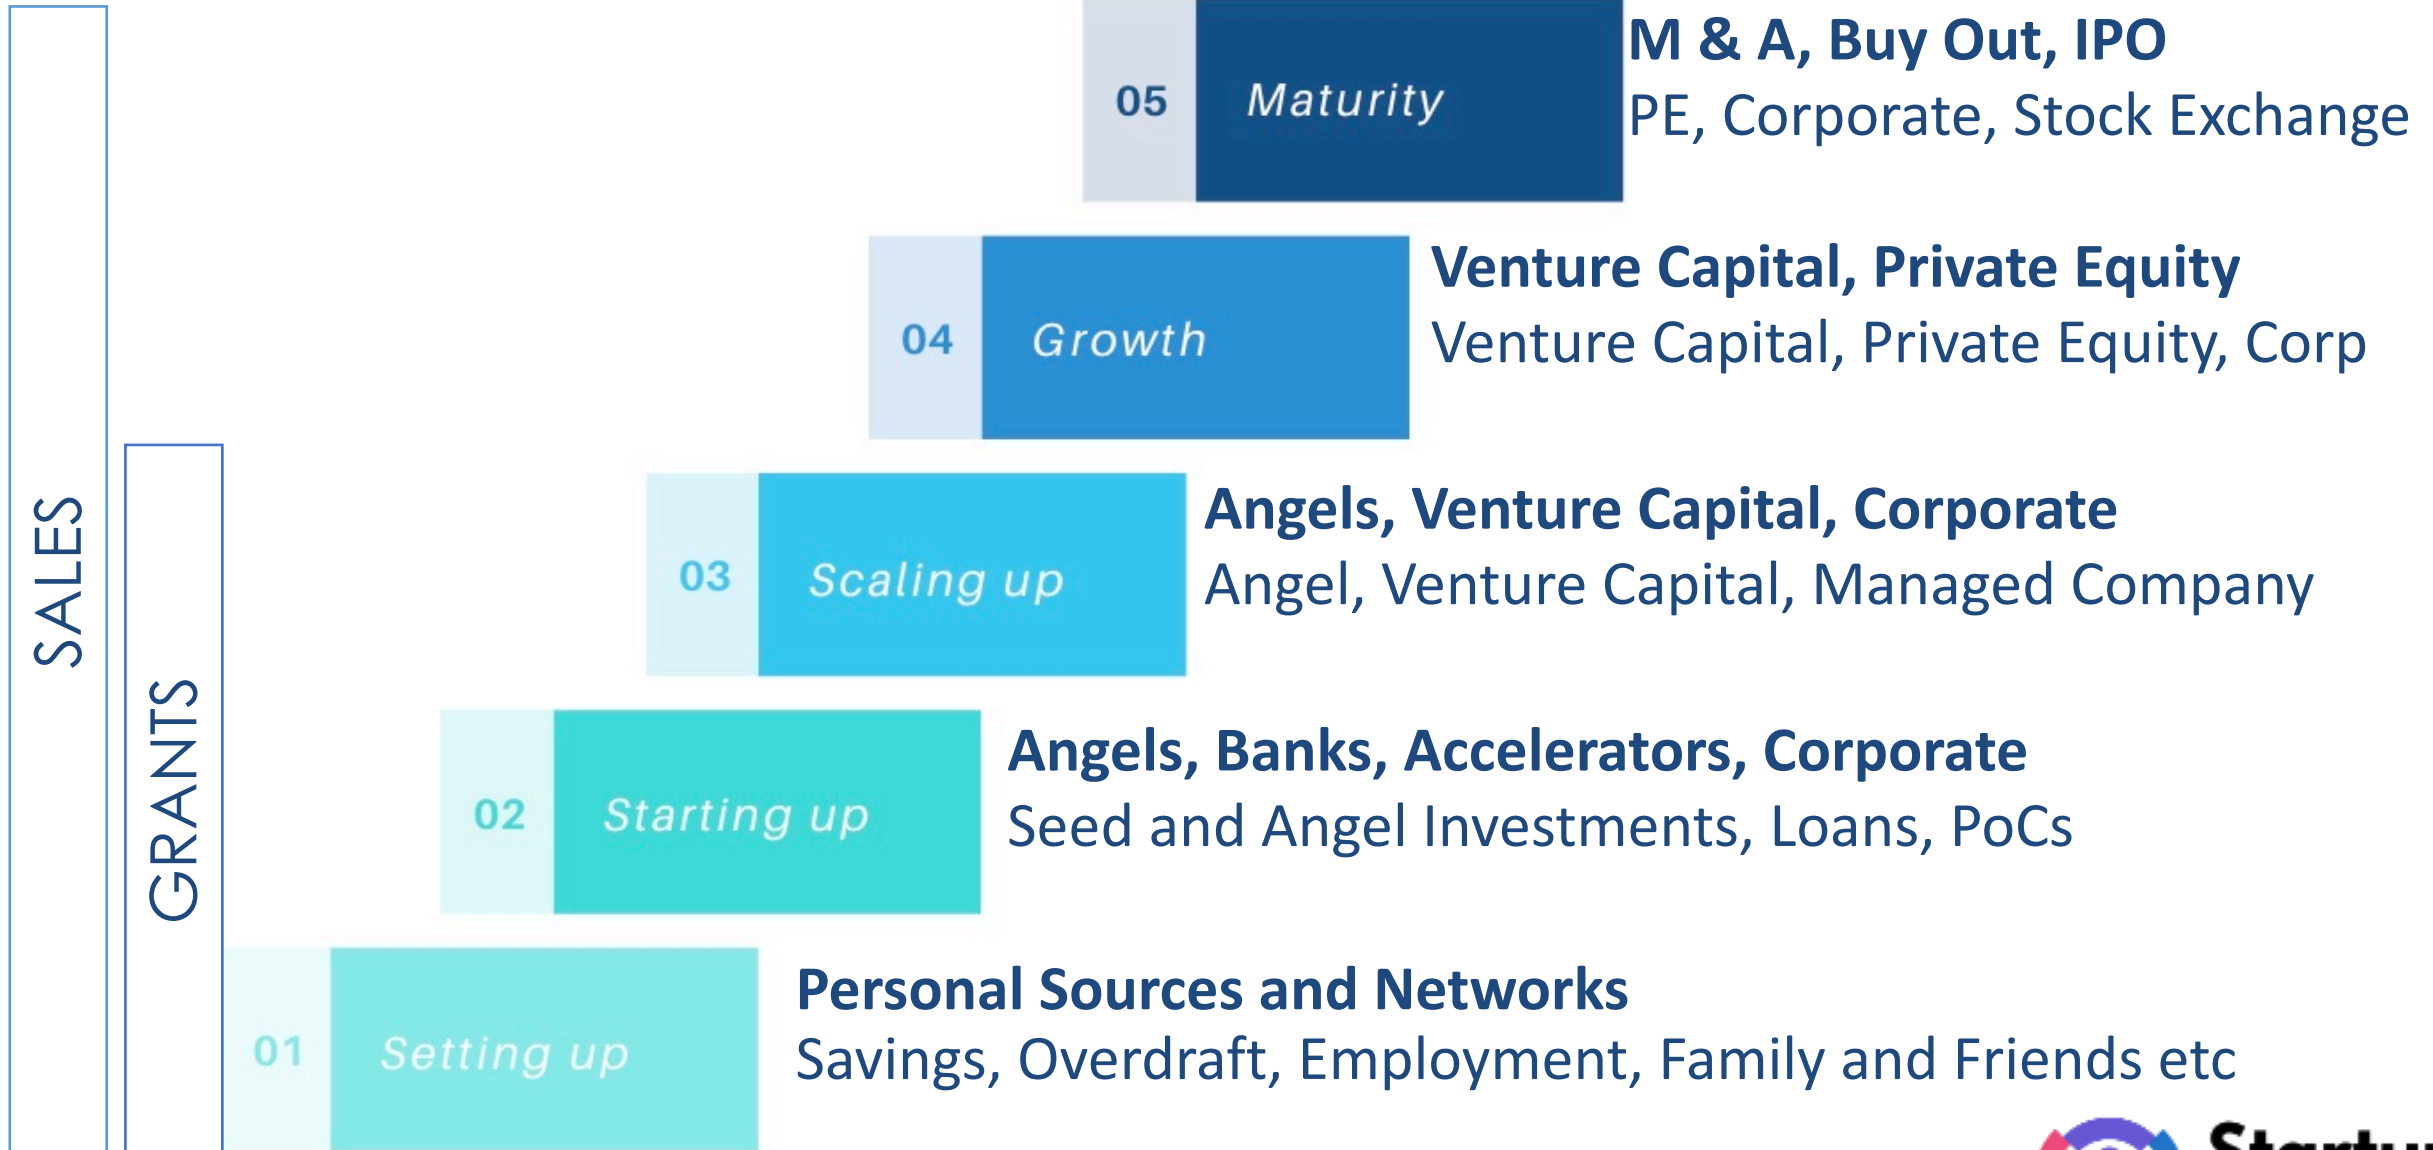 SALES
GRANTS
05 Maturity
M & A, Buy Out, IPO
PE, Corporate, Stock Exchange
04 Growth
Venture Capital, Private Equity
Venture Capital, Private Equity, Corp
03 Scaling up
Angels, Venture Capital, Corporate
Angel, Venture Capital, Managed Company
02 Starting up
Angels, Banks, Accelerators, Corporate
Seed and Angel Investments, Loans, PoCs
01 Setting up
Personal Sources and Networks
Savings, Overdraft, Employment, Family and Friends etc